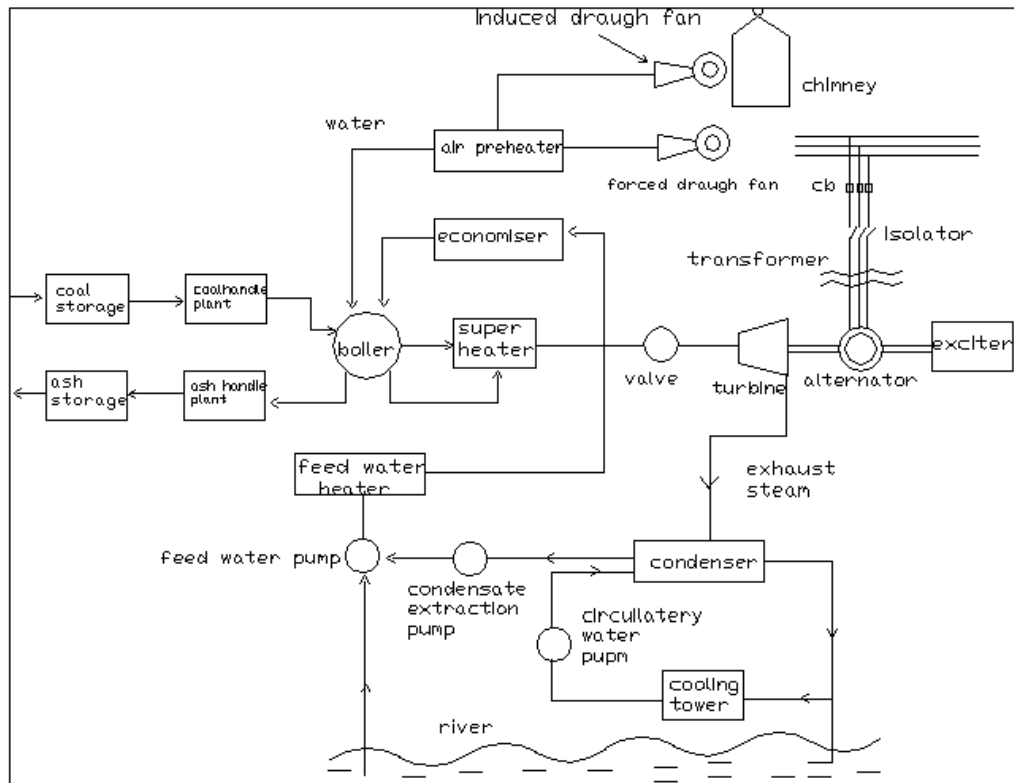 Induced draugh fan
chimney
water
air preheater
forced draugh fan
cb
isolator
economiser
transformer
coal
storage
coalhandle
plant
boiler
super
heater
valve
turbine
alternator
exciter
ash
storage
ash handle
plant
feed water
heater
exhaust
steam
feed water pump
condensate
extraction
pump
condenser
circullatery
water
pupm
cooling
tower
river